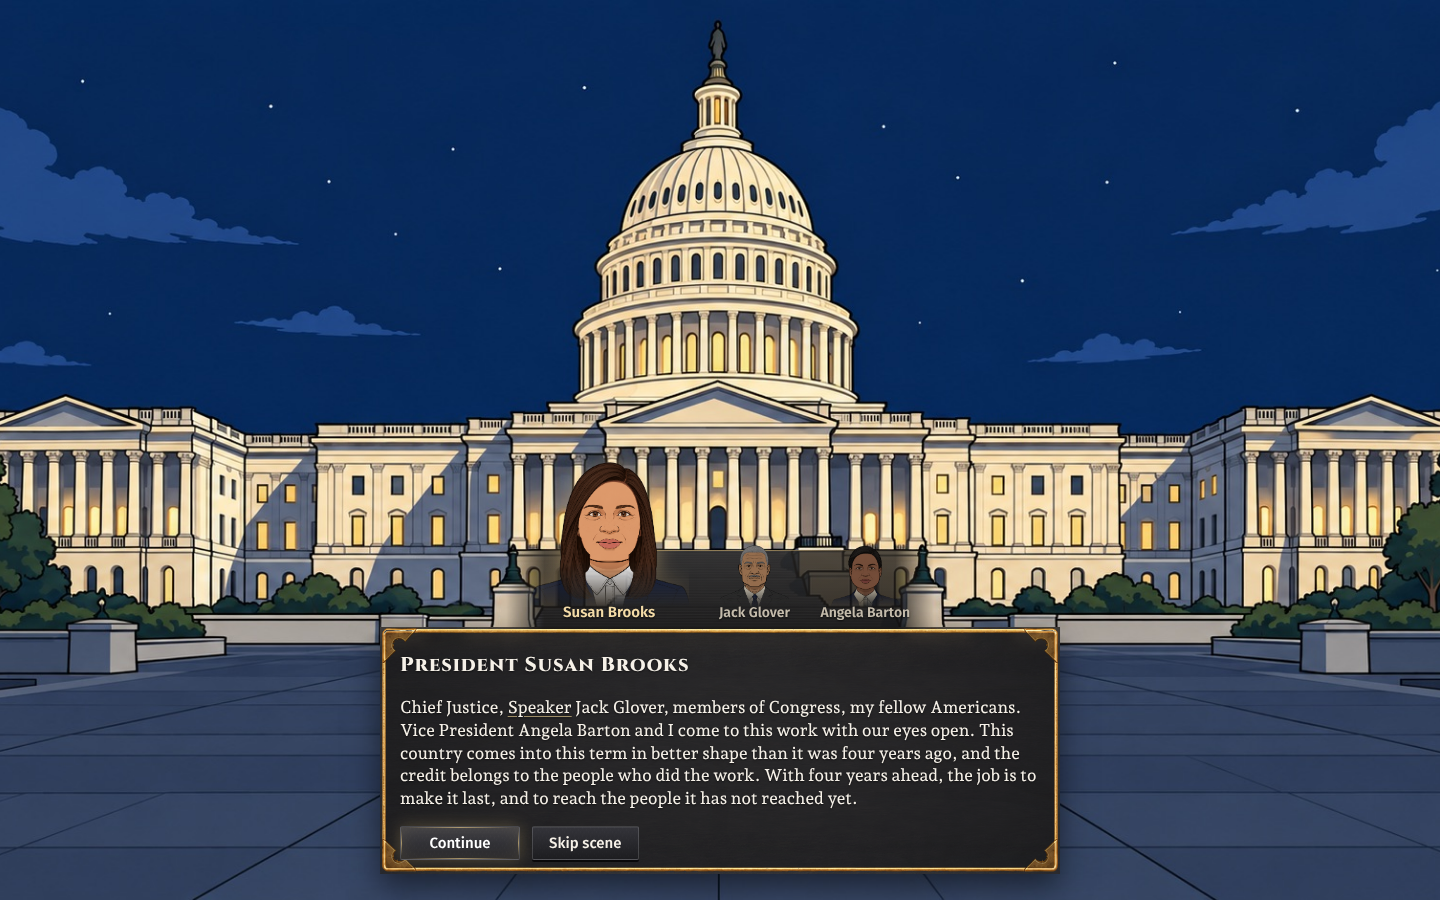 Susan Brooks
Jack Glover
Angela Barton
President Susan Brooks
Chief Justice, Speaker Jack Glover, members of Congress, my fellow Americans.
Vice President Angela Barton and I come to this work with our eyes open. This
country comes into this term in better shape than it was four years ago, and the
credit belongs to the people who did the work. With four years ahead, the job is to
make it last, and to reach the people it has not reached yet.
Continue
Skip scene